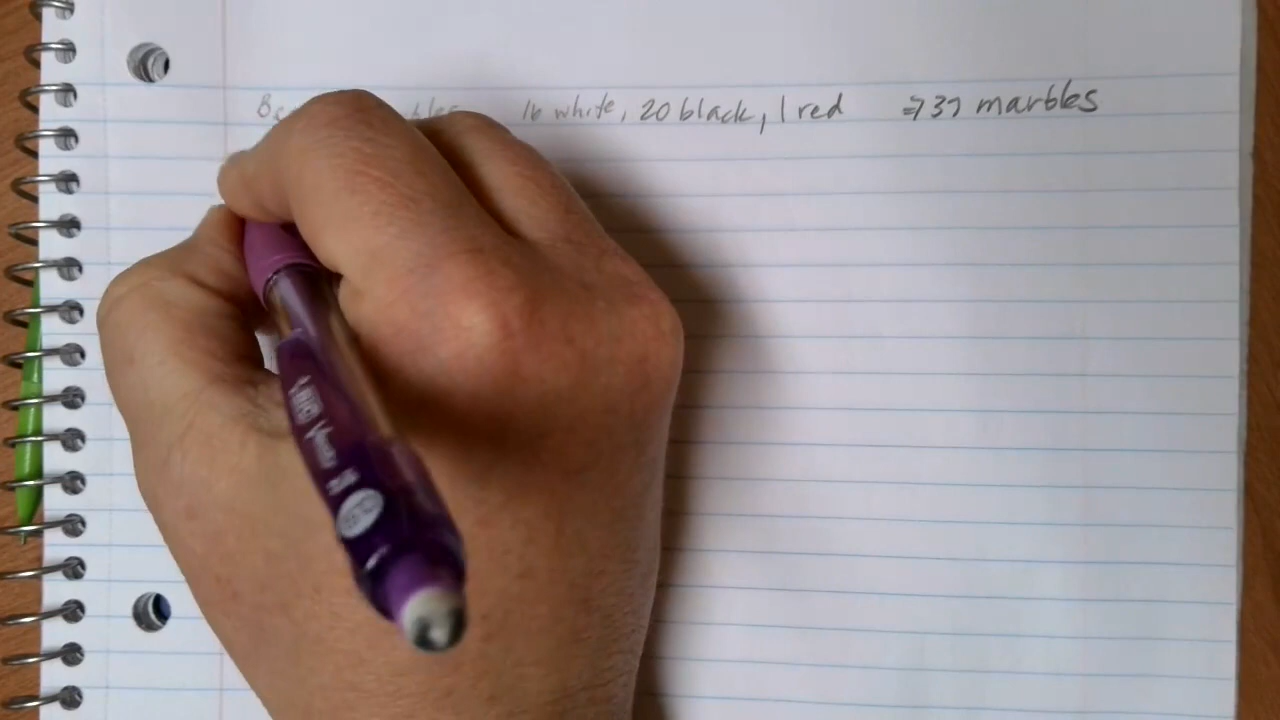 16 white, 20 black, 1 red ⇒ 37 marbles